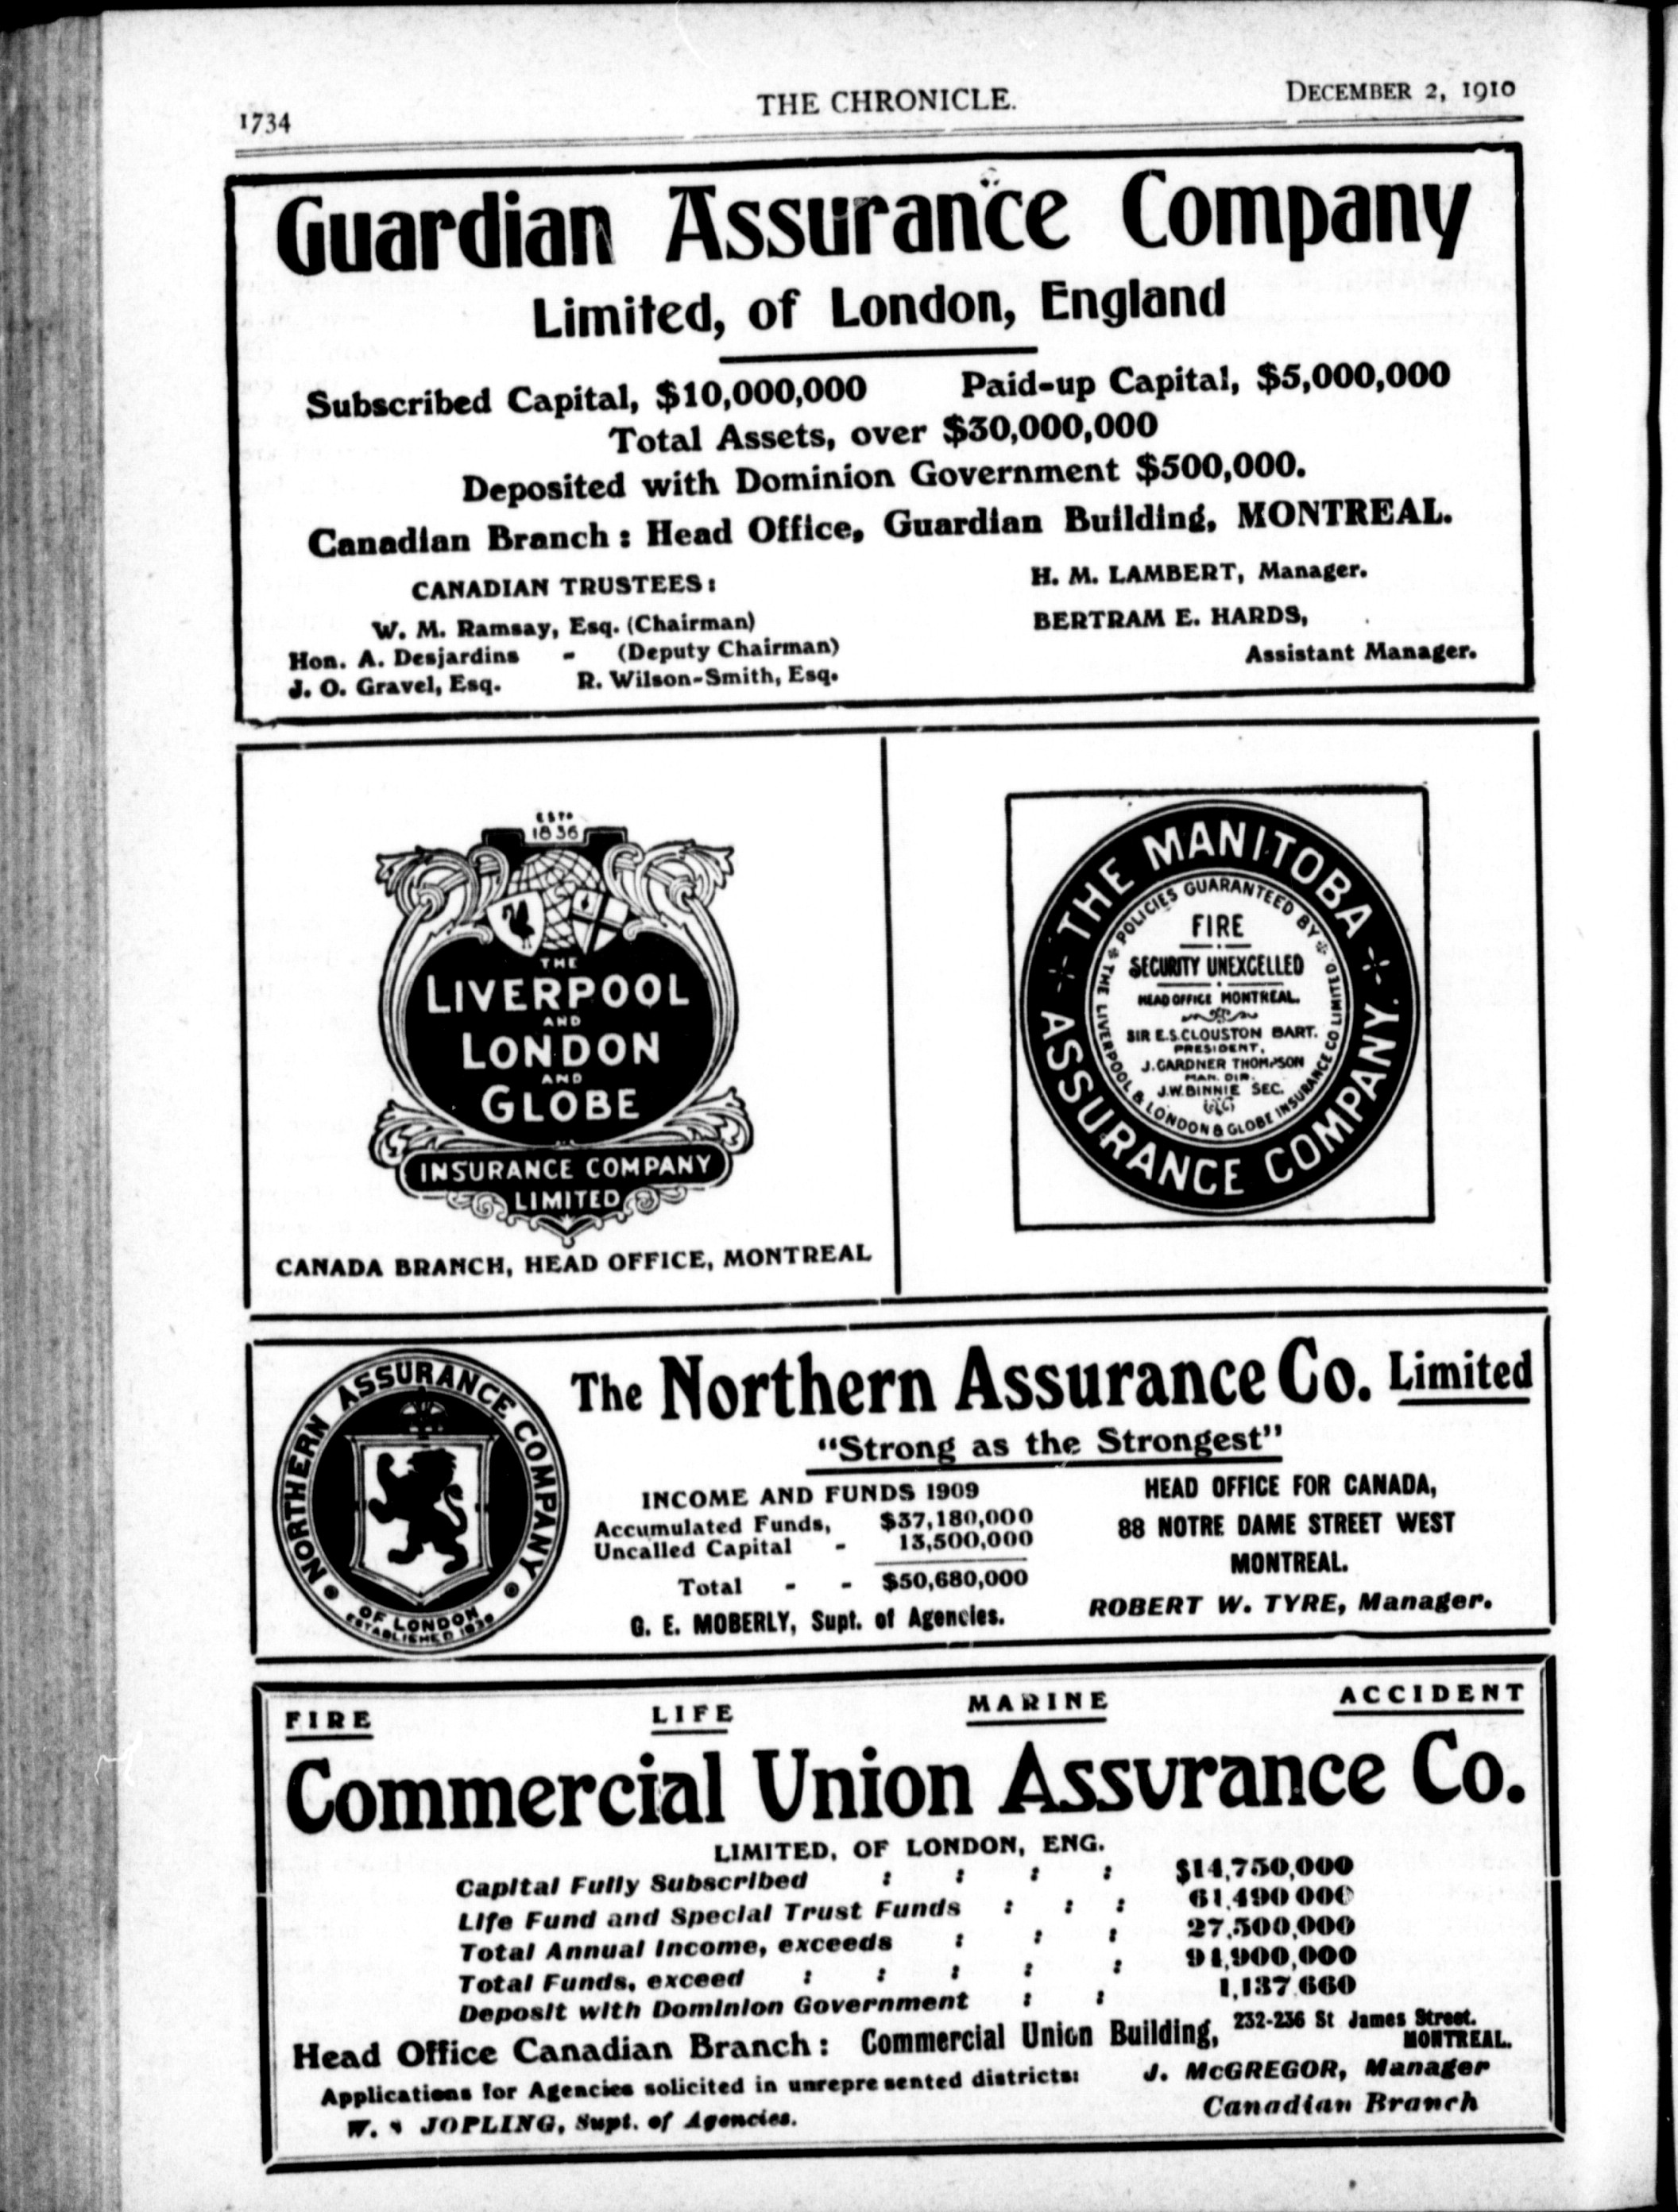 1734
THE CHRONICLE.
DECEMBER 2, 1910
Guardian Assurance Company
Limited, of London, England
Subscribed Capital, $10,000,000 Paid-up Capital, $5,000,000
Total Assets, over $30,000,000
Deposited with Dominion Government $500,000.
Canadian Branch : Head Office, Guardian Building, MONTREAL.
CANADIAN TRUSTEES :
W. M. Ramsay, Esq. (Chairman)
Hon. A. Desjardins - (Deputy Chairman)
J. O. Gravel, Esq. R. Wilson-Smith, Esq.
H. M. LAMBERT, Manager.
BERTRAM E. HARDS,
Assistant Manager.
ESTD
1836
THE
LIVERPOOL
AND
LONDON
AND
GLOBE
INSURANCE COMPANY
LIMITED
CANADA BRANCH, HEAD OFFICE, MONTREAL
THE MANITOBA
ASSURANCE COMPANY.
POLICIES GUARANTEED BY
THE LIVERPOOL & LONDON & GLOBE INSURANCE CO LIMITED
FIRE
SECURITY UNEXCELLED
HEAD OFFICE MONTREAL.
SIR E.S.CLOUSTON BART.
PRESIDENT,
J.GARDNER THOMPSON
MAN. DIR.
J.W.BINNIE SEC.
NORTHERN ASSURANCE COMPANY
OF LONDON
ESTABLISHED 1836
The Northern Assurance Co. Limited
“Strong as the Strongest”
INCOME AND FUNDS 1909
Accumulated Funds, $37,180,000
Uncalled Capital - 13,500,000
Total - - $50,680,000
G. E. MOBERLY, Supt. of Agencies.
HEAD OFFICE FOR CANADA,
88 NOTRE DAME STREET WEST
MONTREAL.
ROBERT W. TYRE, Manager.
FIRE LIFE MARINE ACCIDENT
Commercial Union Assurance Co.
LIMITED, OF LONDON, ENG.
Capital Fully Subscribed : : : : $14,750,000
Life Fund and Special Trust Funds : : : 61,490 000
Total Annual Income, exceeds : : : 27,500,000
Total Funds, exceed : : : : : 94,900,000
Deposit with Dominion Government : : 1,137,660
Head Office Canadian Branch : Commercial Union Building, 232-236 St James Street.
MONTREAL.
Applications for Agencies solicited in unrepresented districts:
W. S JOPLING, Supt. of Agencies.
J. McGREGOR, Manager
Canadian Branch